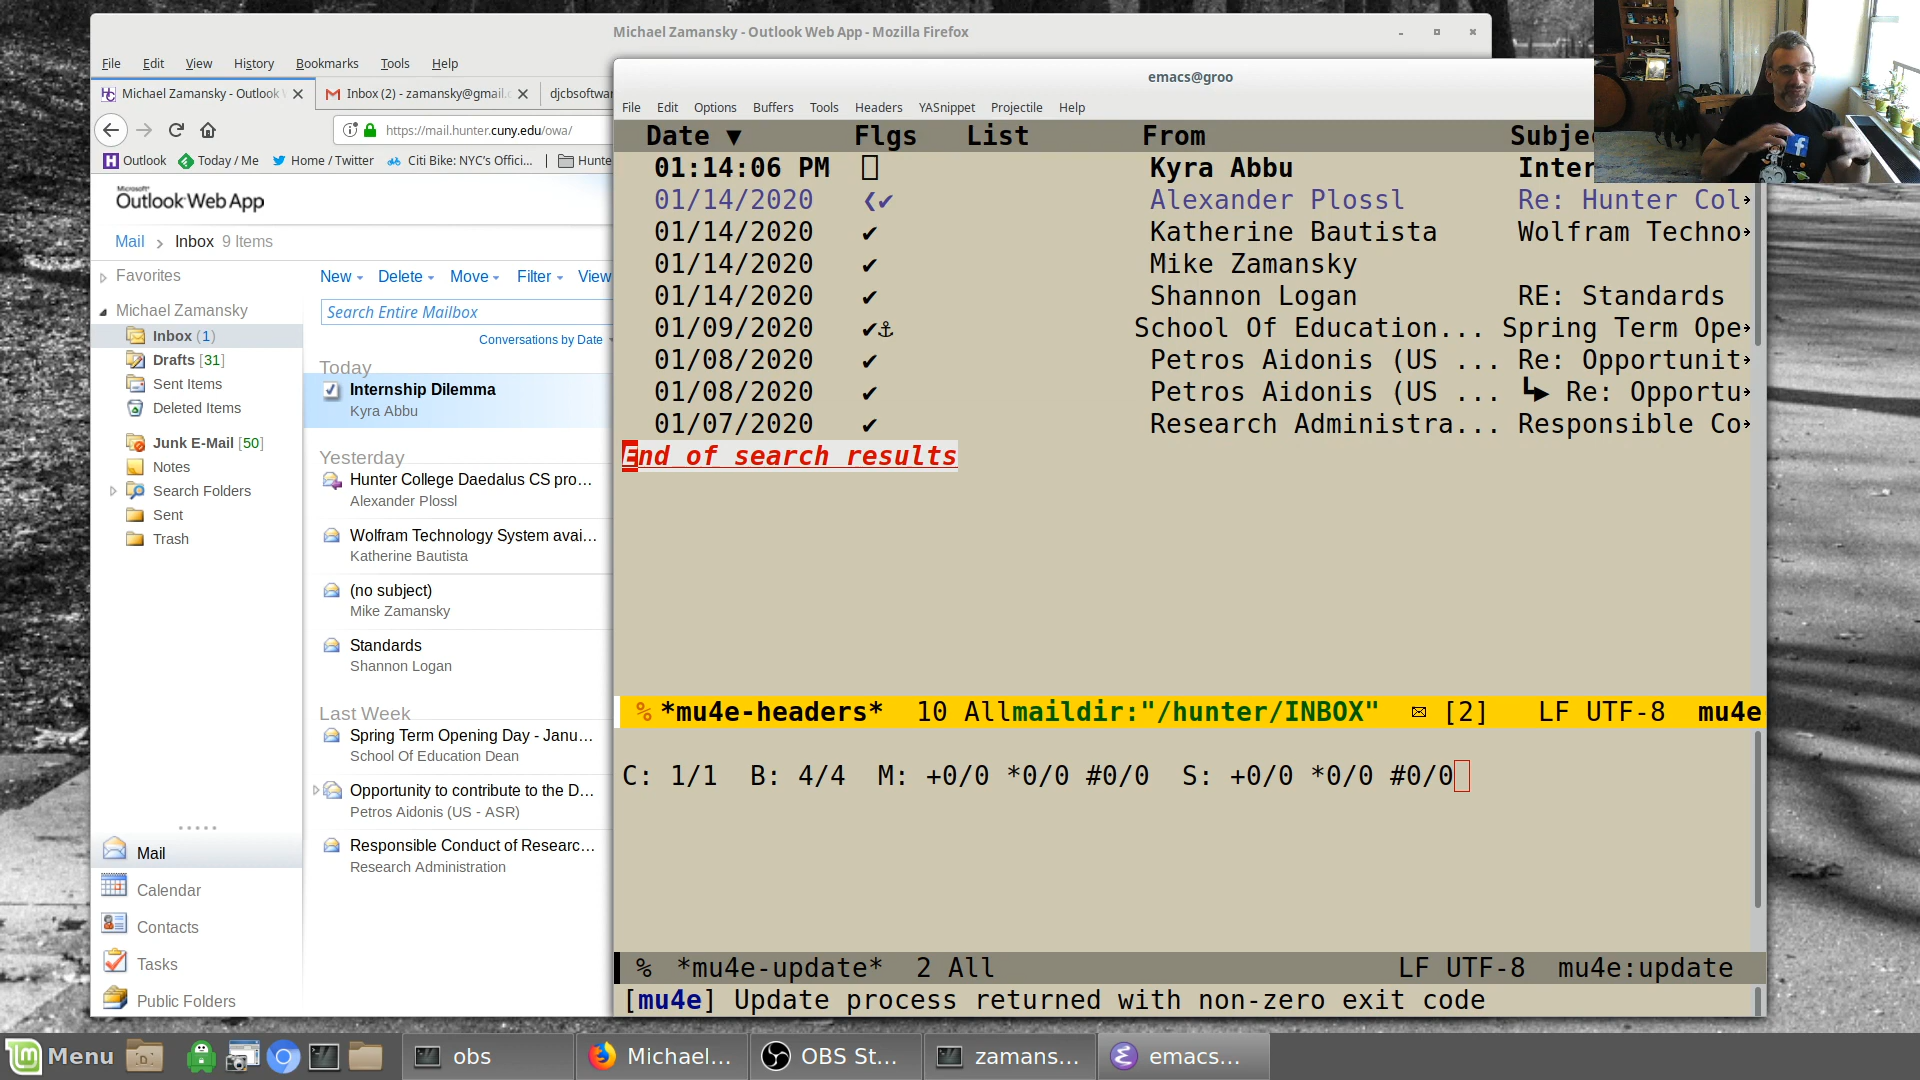 Michael Zamansky - Outlook Web App - Mozilla Firefox
File Edit View History Bookmarks Tools Help
Michael Zamansky - Outlook
Inbox (2) - zamansky@gmail.
djcbsoftwar
https://mail.hunter.cuny.edu/owa/
Outlook Today / Me Home / Twitter Citi Bike: NYC's Offici... Hunte
Microsoft
Outlook Web App
Mail > Inbox 9 Items
Favorites
Michael Zamansky
Inbox (1)
Drafts [31]
Sent Items
Deleted Items
Junk E-Mail [50]
Notes
Search Folders
Sent
Trash
Mail
Calendar
Contacts
Tasks
Public Folders
New Delete Move Filter View
Search Entire Mailbox
Conversations by Date
Today
Internship Dilemma
Kyra Abbu
Yesterday
Hunter College Daedalus CS pro...
Alexander Plossl
Wolfram Technology System avai...
Katherine Bautista
(no subject)
Mike Zamansky
Standards
Shannon Logan
Last Week
Spring Term Opening Day - Janu...
School Of Education Dean
Opportunity to contribute to the D...
Petros Aidonis (US - ASR)
Responsible Conduct of Researc...
Research Administration
emacs@groo
File Edit Options Buffers Tools Headers YASnippet Projectile Help
Date ▼ Flgs List From Subje
01:14:06 PM Kyra Abbu Inter
01/14/2020 ❮✔ Alexander Plossl Re: Hunter Col
01/14/2020 ✔ Katherine Bautista Wolfram Techno
01/14/2020 ✔ Mike Zamansky
01/14/2020 ✔ Shannon Logan RE: Standards
01/09/2020 ✔⚓ School Of Education... Spring Term Ope
01/08/2020 ✔ Petros Aidonis (US ... Re: Opportunit
01/08/2020 ✔ Petros Aidonis (US ... ┗▶ Re: Opportu
01/07/2020 ✔ Research Administra... Responsible Co
End of search results
% *mu4e-headers* 10 All maildir:"/hunter/INBOX" ✉ [2] LF UTF-8 mu4e
C: 1/1 B: 4/4 M: +0/0 *0/0 #0/0 S: +0/0 *0/0 #0/0
% *mu4e-update* 2 All LF UTF-8 mu4e:update
[mu4e] Update process returned with non-zero exit code
Menu obs Michael... OBS St... zamans... emacs...